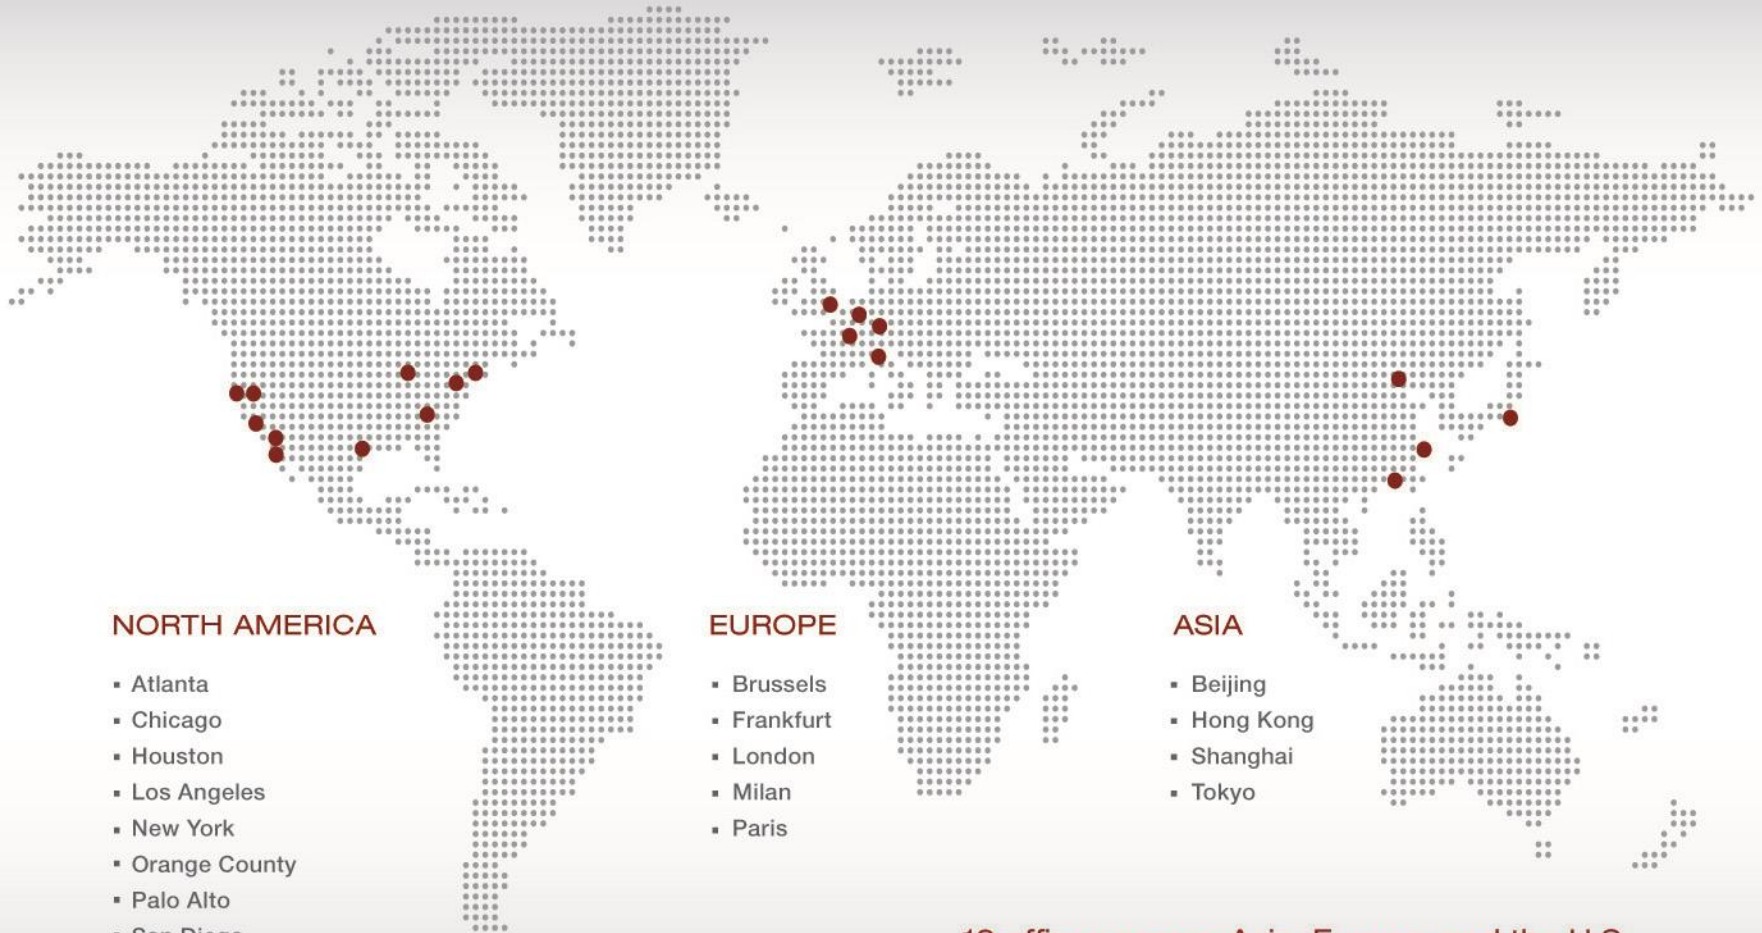 NORTH AMERICA
▪ Atlanta
▪ Chicago
▪ Houston
▪ Los Angeles
▪ New York
▪ Orange County
▪ Palo Alto
EUROPE
▪ Brussels
▪ Frankfurt
▪ London
▪ Milan
▪ Paris
ASIA
▪ Beijing
▪ Hong Kong
▪ Shanghai
▪ Tokyo